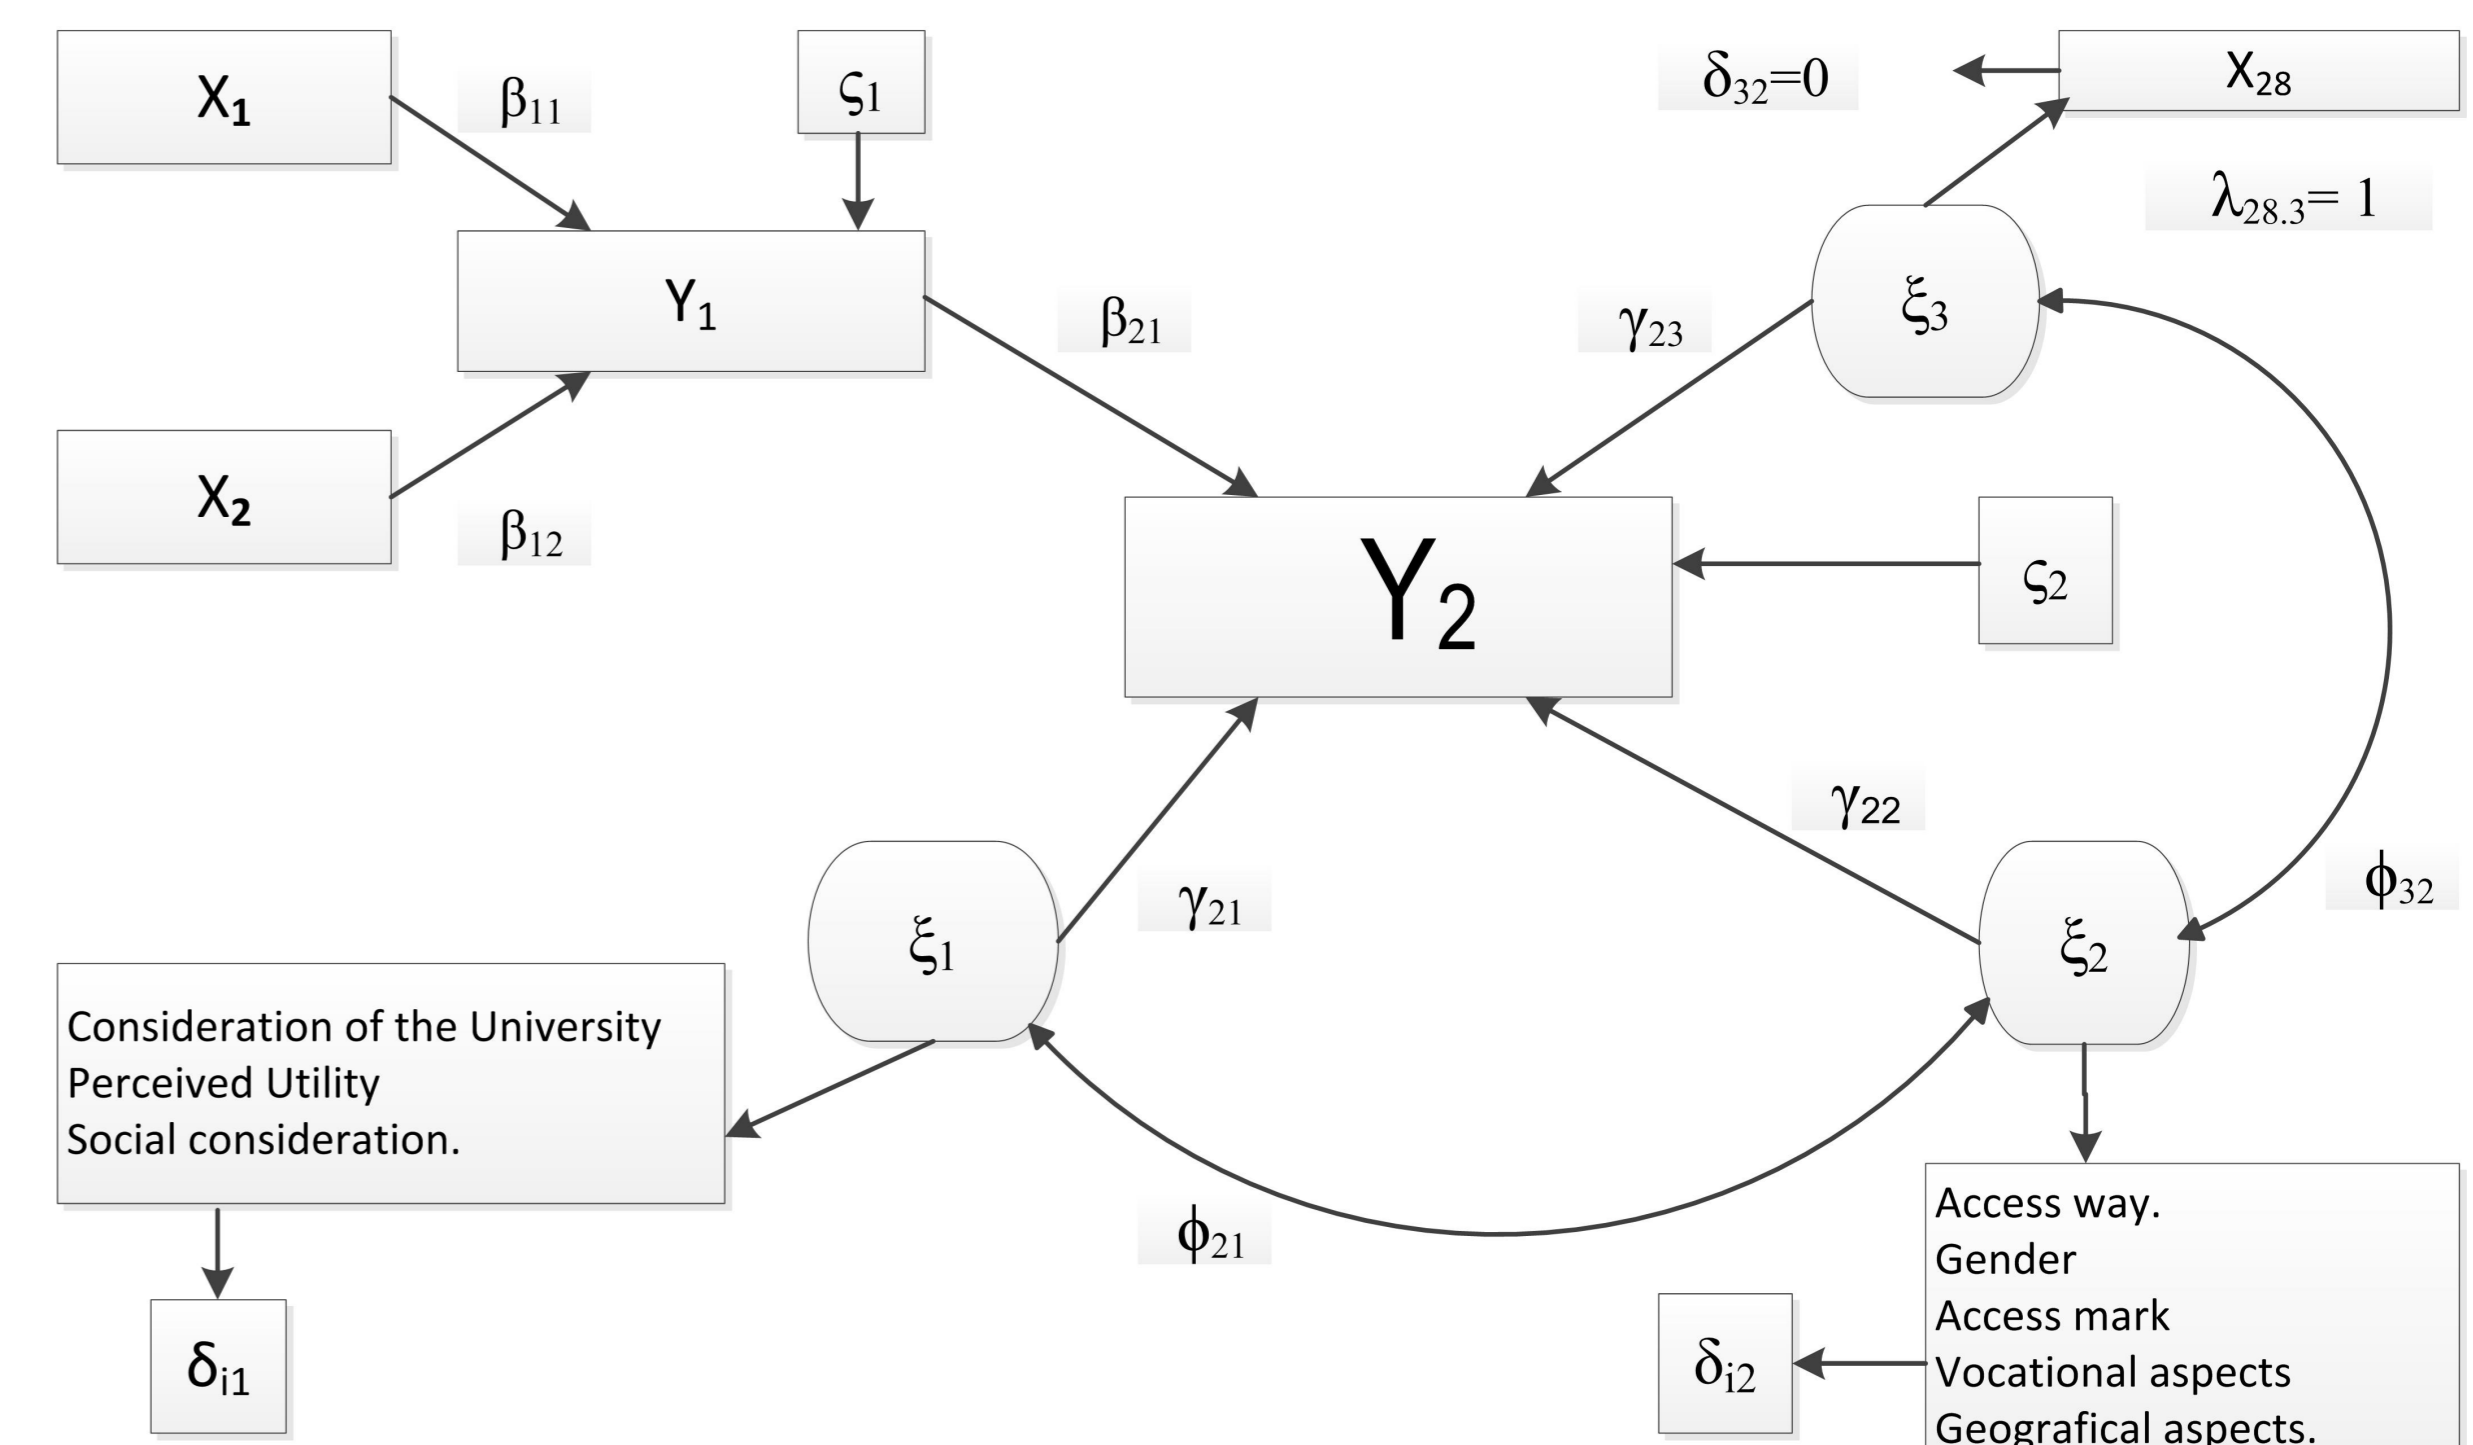 X₁
β₁₁
ς₁
δ₃₂=0
X₂₈
λ₂₈.₃= 1
Y₁
β₂₁
γ₂₃
ξ₃
X₂
β₁₂
Y₂
ς₂
γ₂₂
ϕ₃₂
ξ₁
γ₂₁
ξ₂
Consideration of the University
Perceived Utility
Social consideration.
ϕ₂₁
δᵢ₁
δᵢ₂
Access way.
Gender
Access mark
Vocational aspects
Geografical aspects.